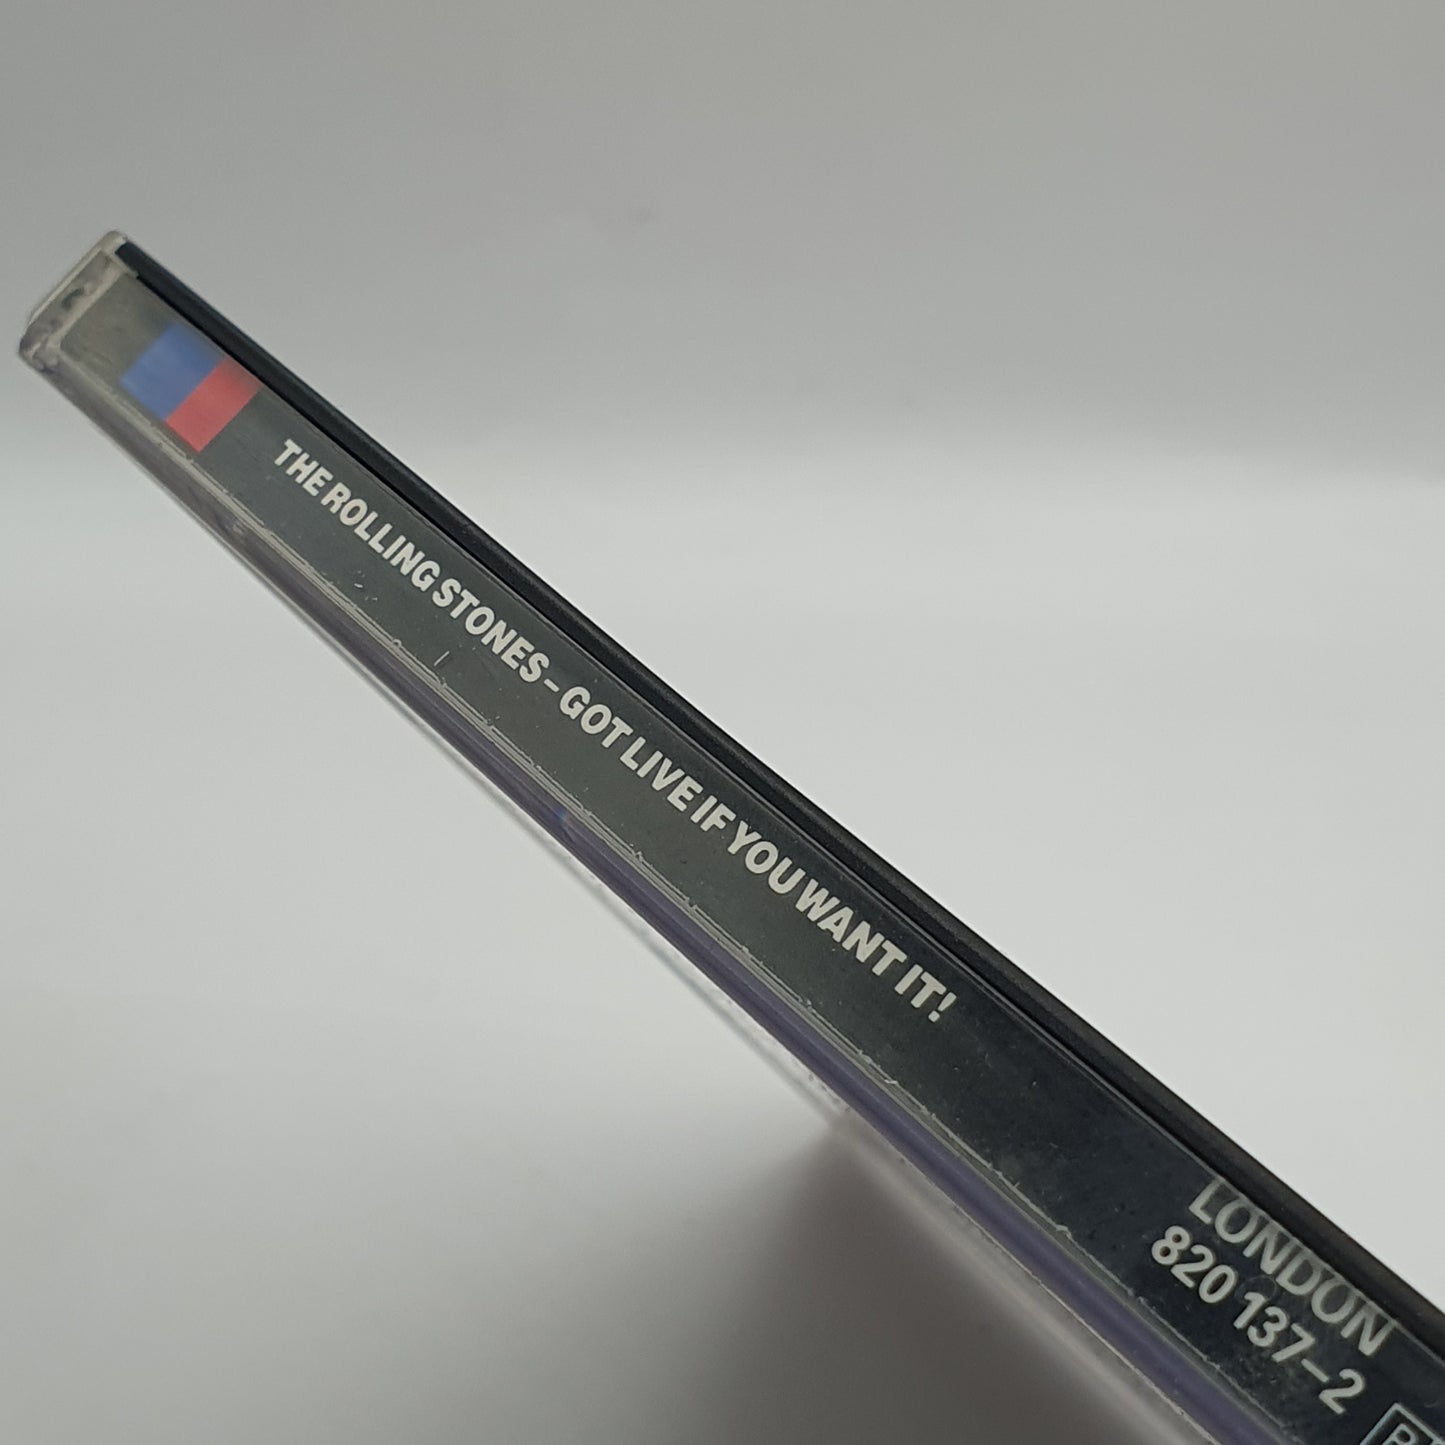 THE ROLLING STONES – GOT LIVE IF YOU WANT IT!
LONDON
820 137–2